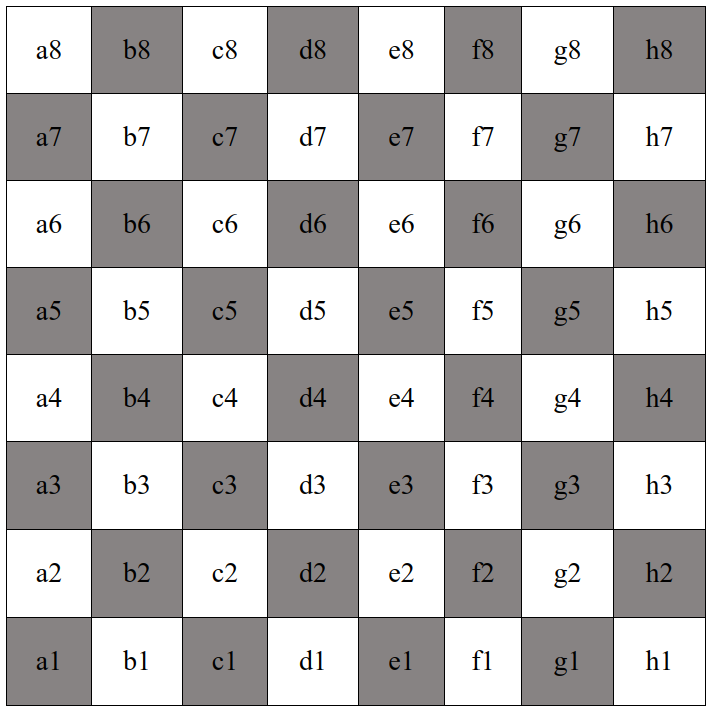 a8 b8 c8 d8 e8 f8 g8 h8
a7 b7 c7 d7 e7 f7 g7 h7
a6 b6 c6 d6 e6 f6 g6 h6
a5 b5 c5 d5 e5 f5 g5 h5
a4 b4 c4 d4 e4 f4 g4 h4
a3 b3 c3 d3 e3 f3 g3 h3
a2 b2 c2 d2 e2 f2 g2 h2
a1 b1 c1 d1 e1 f1 g1 h1